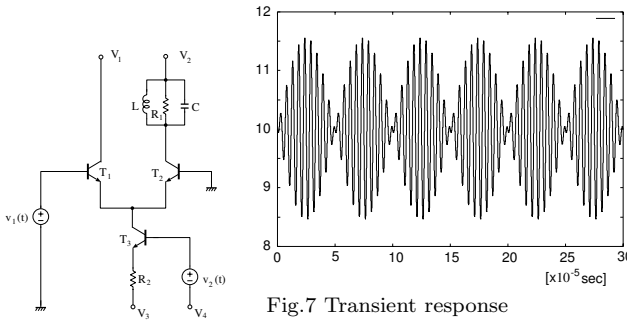 V1
V2
L
R1
C
T1
T2
v1(t)
T3
R2
v2(t)
V3
V4
12
11
10
9
8
0
5
10
15
20
25
30
[x10-5 sec]
Fig.7 Transient response